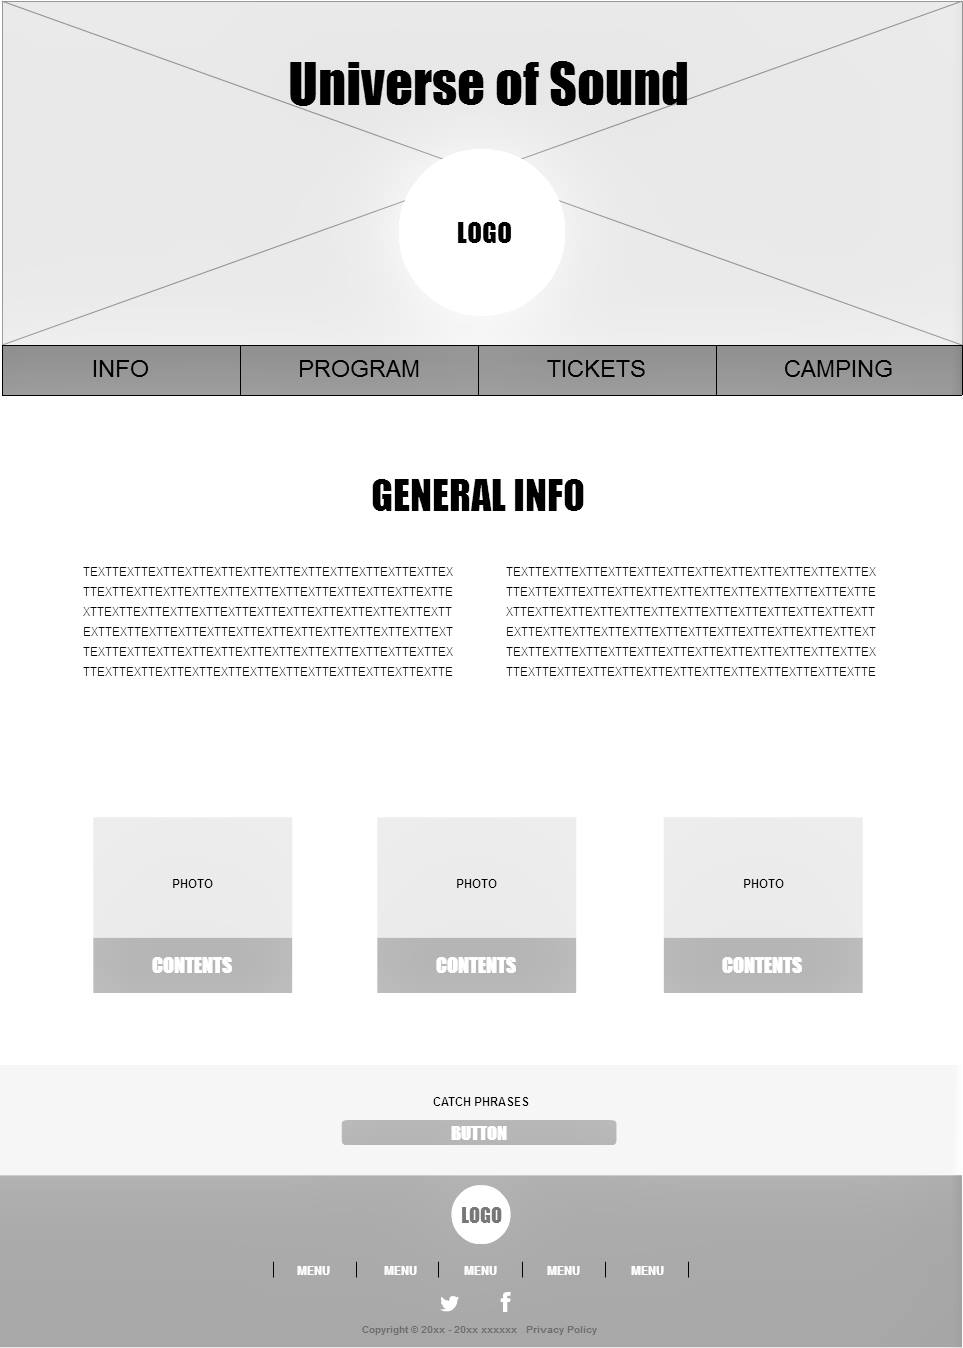 Universe of Sound
LOGO
INFO PROGRAM TICKETS CAMPING
GENERAL INFO
TEXTTEXTTEXTTEXTTEXTTEXTTEXTTEXTTEXTTEXTTEXTTEXTTEX
TTEXTTEXTTEXTTEXTTEXTTEXTTEXTTEXTTEXTTEXTTEXTTEXTTE
XTTEXTTEXTTEXTTEXTTEXTTEXTTEXTTEXTTEXTTEXTTEXTTEXTT
EXTTEXTTEXTTEXTTEXTTEXTTEXTTEXTTEXTTEXTTEXTTEXTTEXT
TEXTTEXTTEXTTEXTTEXTTEXTTEXTTEXTTEXTTEXTTEXTTEXTTEX
TTEXTTEXTTEXTTEXTTEXTTEXTTEXTTEXTTEXTTEXTTEXTTEXTTE
TEXTTEXTTEXTTEXTTEXTTEXTTEXTTEXTTEXTTEXTTEXTTEXTTEX
TTEXTTEXTTEXTTEXTTEXTTEXTTEXTTEXTTEXTTEXTTEXTTEXTTE
XTTEXTTEXTTEXTTEXTTEXTTEXTTEXTTEXTTEXTTEXTTEXTTEXTT
EXTTEXTTEXTTEXTTEXTTEXTTEXTTEXTTEXTTEXTTEXTTEXTTEXT
TEXTTEXTTEXTTEXTTEXTTEXTTEXTTEXTTEXTTEXTTEXTTEXTTEX
TTEXTTEXTTEXTTEXTTEXTTEXTTEXTTEXTTEXTTEXTTEXTTEXTTE
PHOTO PHOTO PHOTO
CONTENTS CONTENTS CONTENTS
CATCH PHRASES
BUTTON
LOGO
MENU MENU MENU MENU MENU
Copyright © 20xx - 20xx xxxxxx Privacy Policy